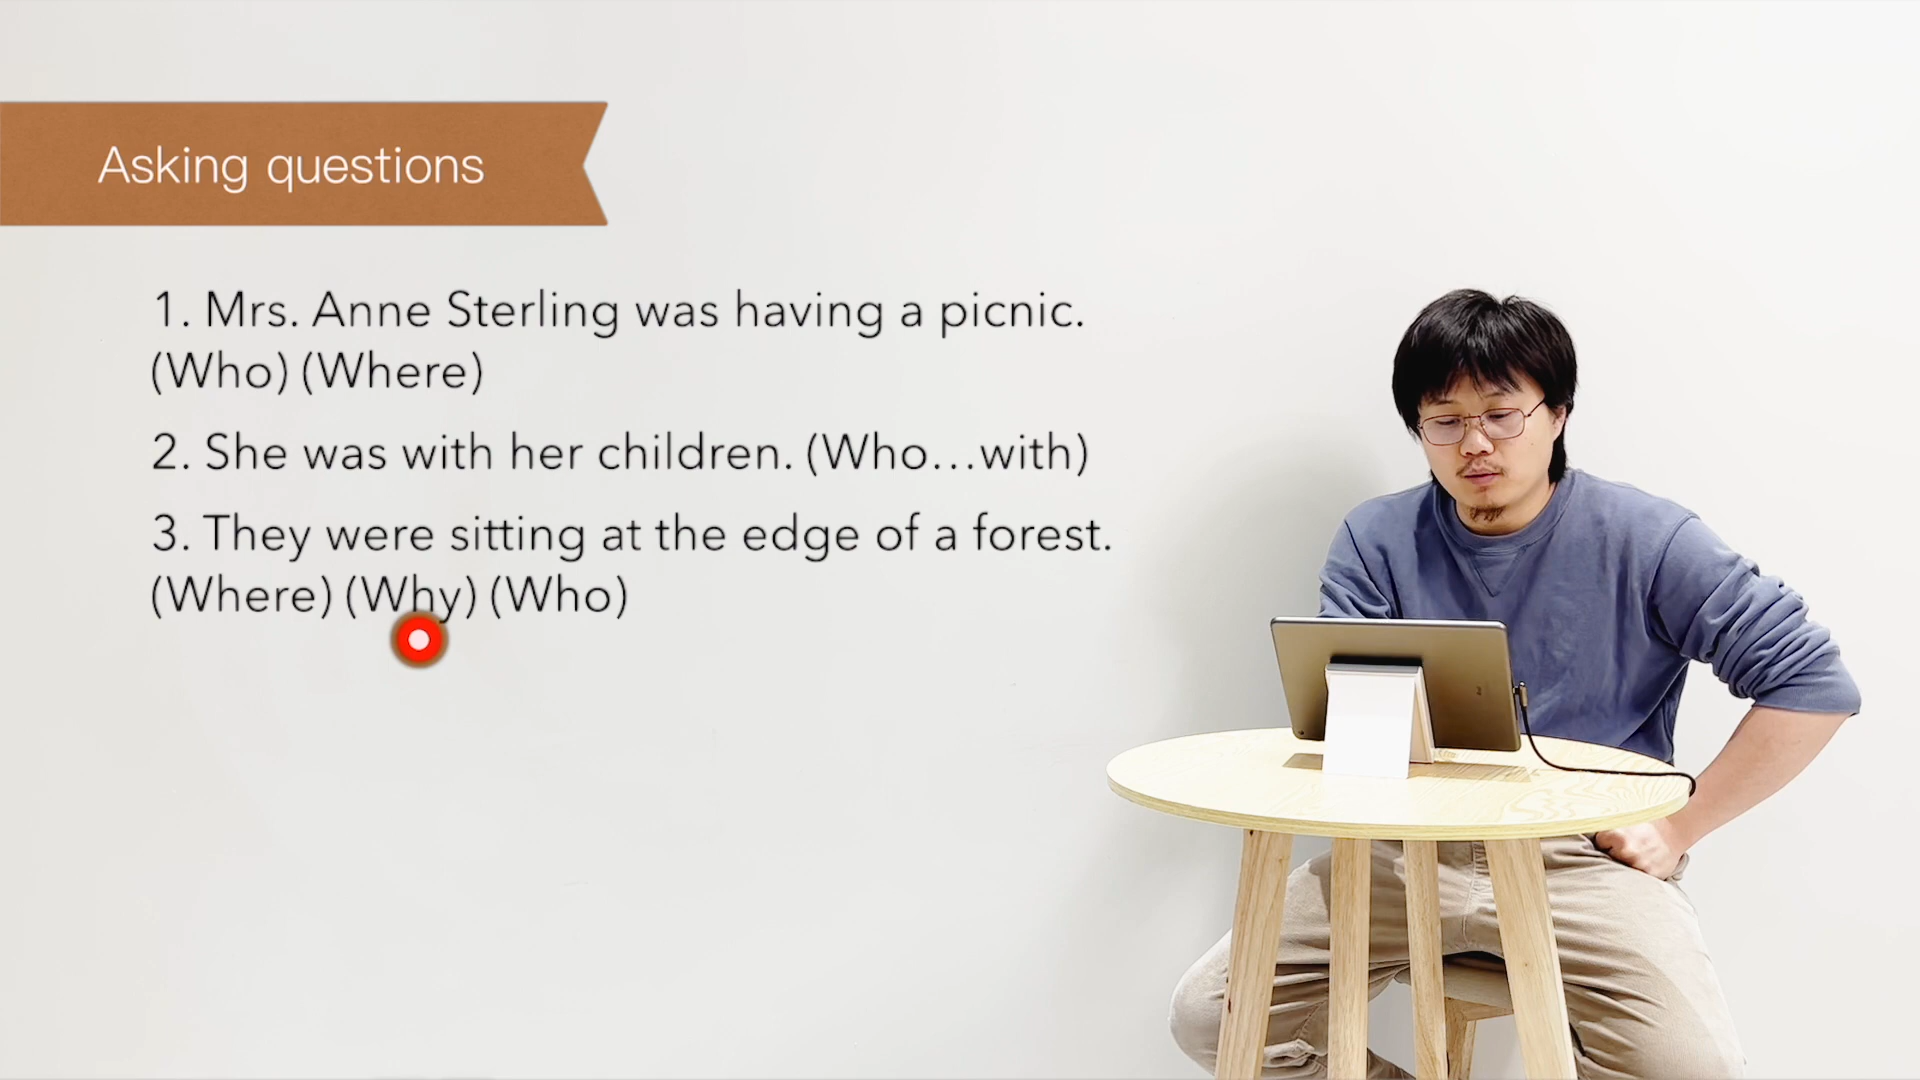 Asking questions
1. Mrs. Anne Sterling was having a picnic.
(Who) (Where)
2. She was with her children. (Who…with)
3. They were sitting at the edge of a forest.
(Where) (Why) (Who)